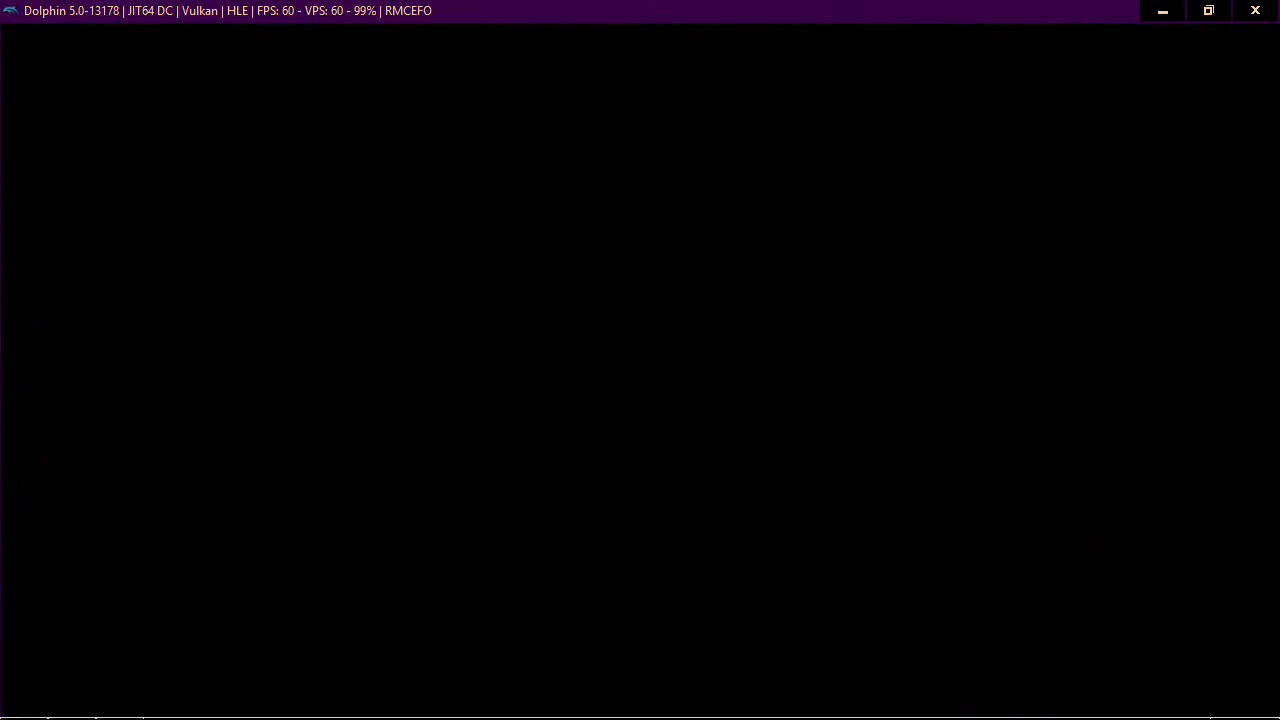 Dolphin 5.0-13178 | JIT64 DC | Vulkan | HLE | FPS: 60 - VPS: 60 - 99% | RMCEFO